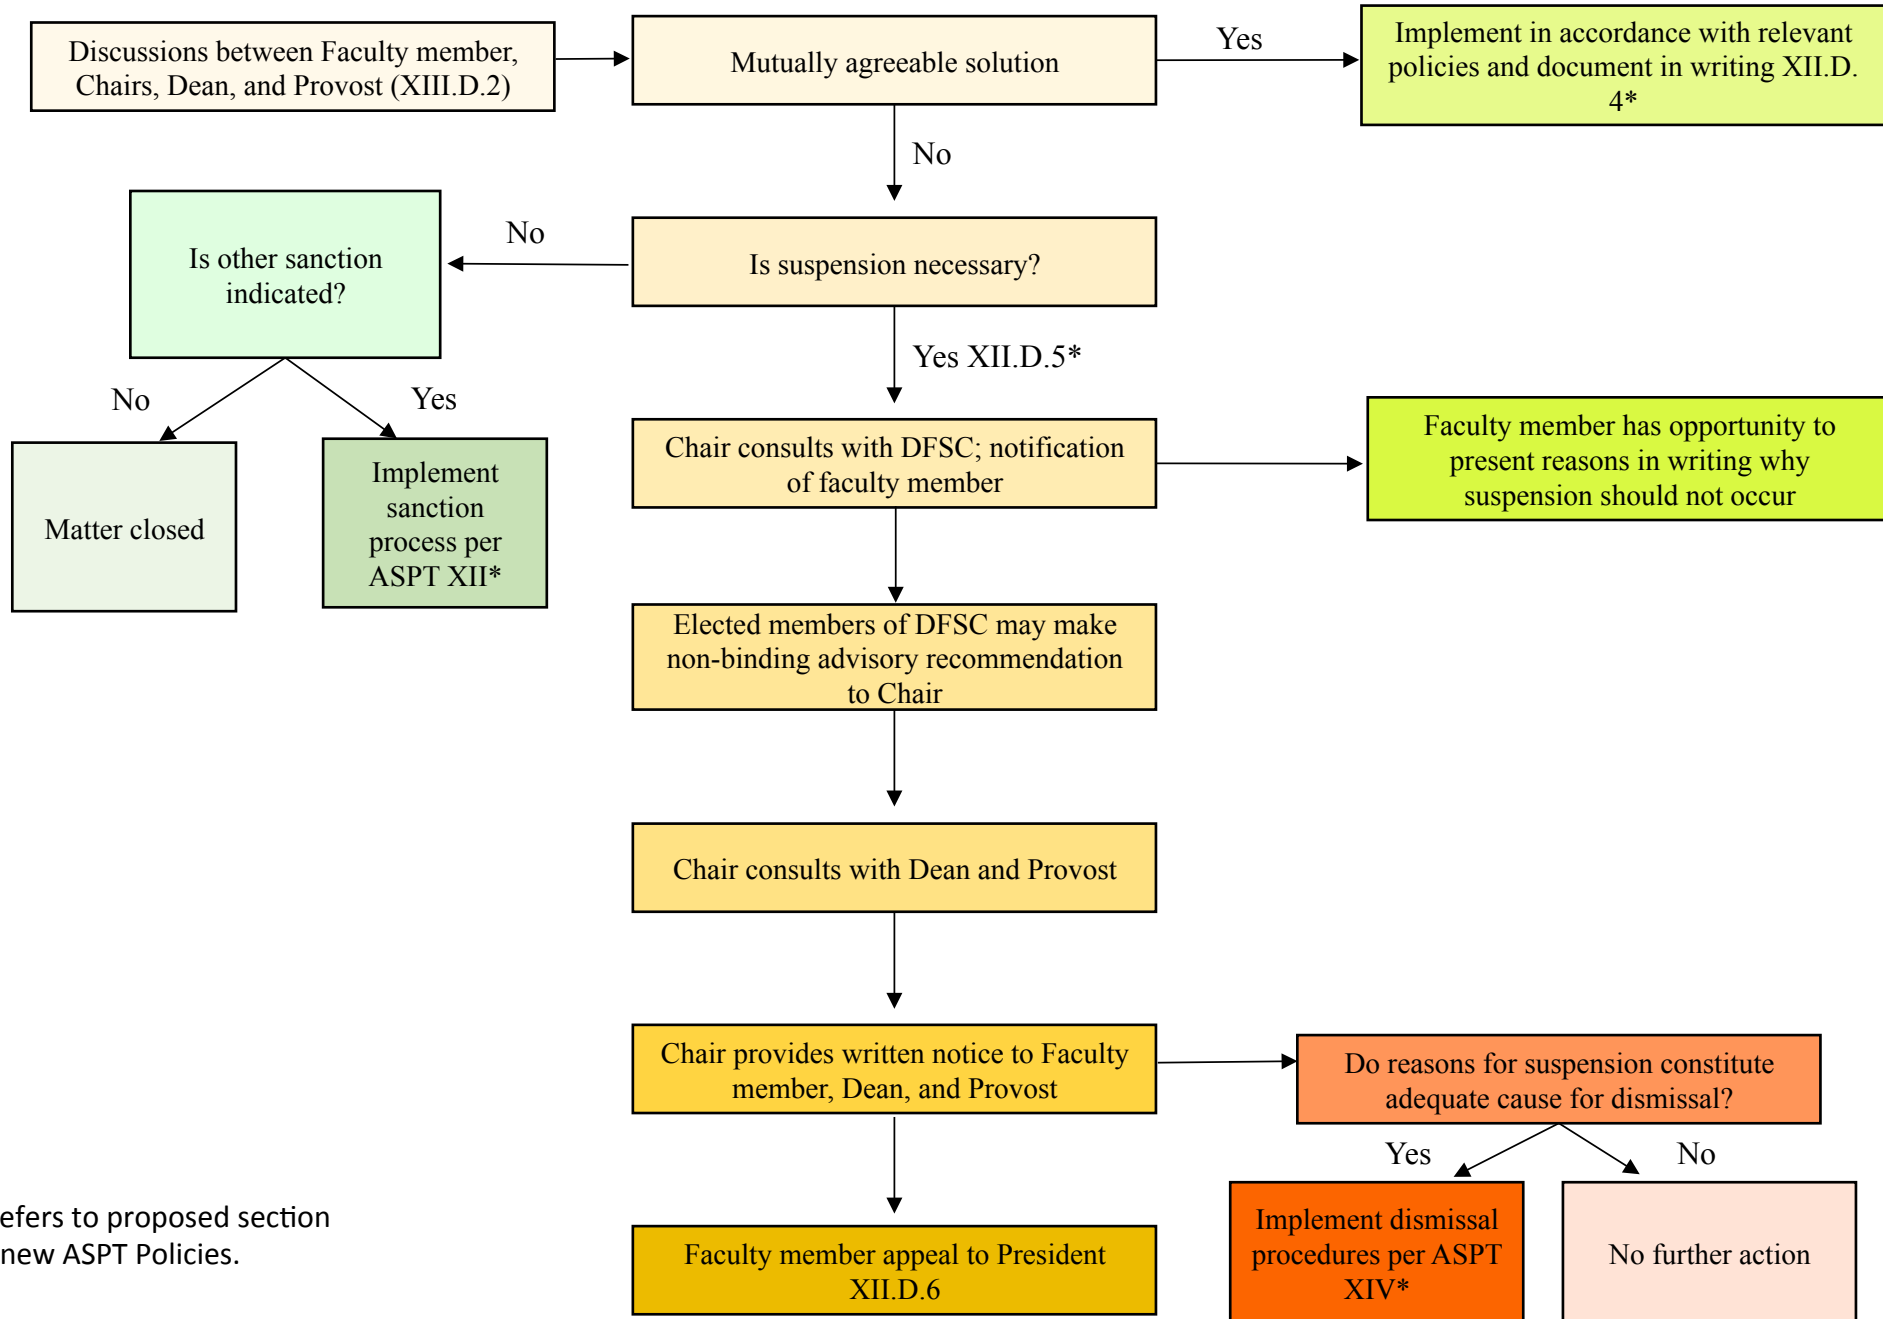 Discussions between Faculty member,
Chairs, Dean, and Provost (XIII.D.2)
Mutually agreeable solution
Yes
Implement in accordance with relevant
policies and document in writing XII.D.
4*
No
Is suspension necessary?
No
Is other sanction
indicated?
No
Yes
Matter closed
Implement
sanction
process per
ASPT XII*
Yes XII.D.5*
Chair consults with DFSC; notification
of faculty member
Faculty member has opportunity to
present reasons in writing why
suspension should not occur
Elected members of DFSC may make
non-binding advisory recommendation
to Chair
Chair consults with Dean and Provost
Chair provides written notice to Faculty
member, Dean, and Provost
Do reasons for suspension constitute
adequate cause for dismissal?
Yes
No
Implement dismissal
procedures per ASPT
XIV*
No further action
Faculty member appeal to President
XII.D.6
efers to proposed section
new ASPT Policies.